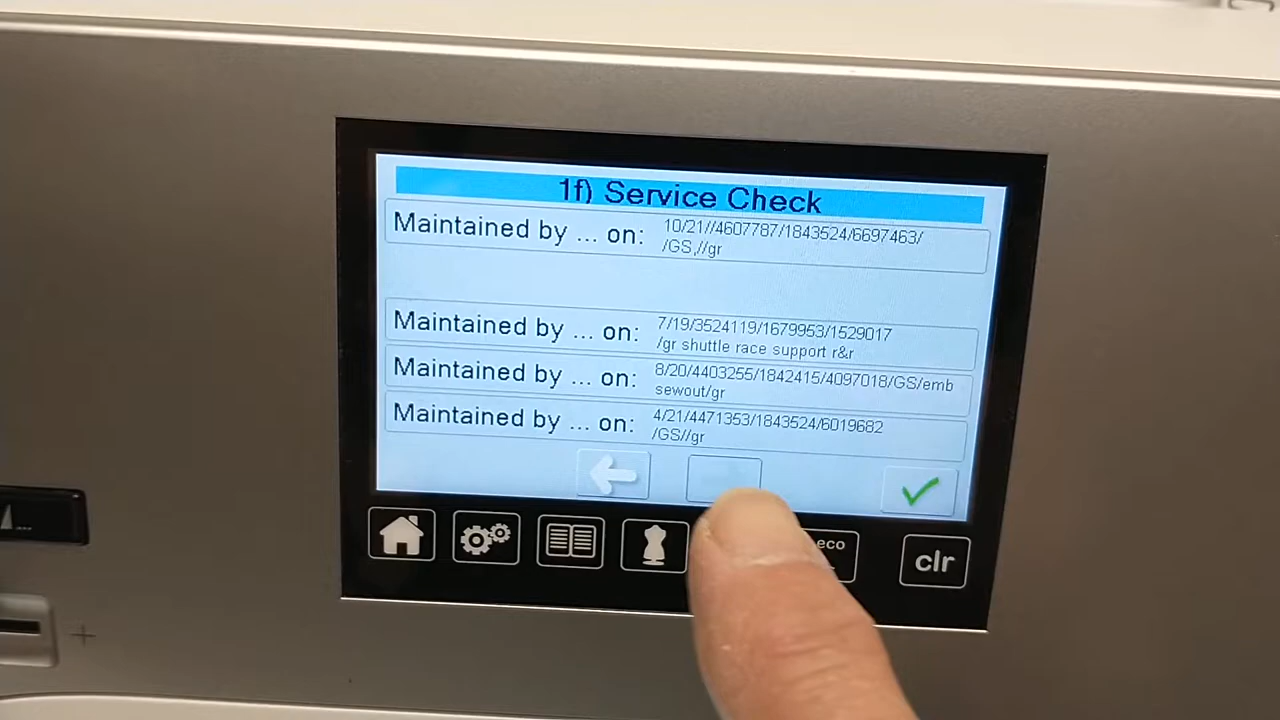 1f) Service Check
Maintained by ... on: 10/21//4607787/1843524/6697463/
/GS,//gr
Maintained by ... on: 7/19/3524119/1679953/1529017
/gr shuttle race support r&r
Maintained by ... on: 8/20/4403255/1842415/4097018/GS/emb
sewout/gr
Maintained by ... on: 4/21/4471353/1843524/6019682
/GS//gr
eco
clr